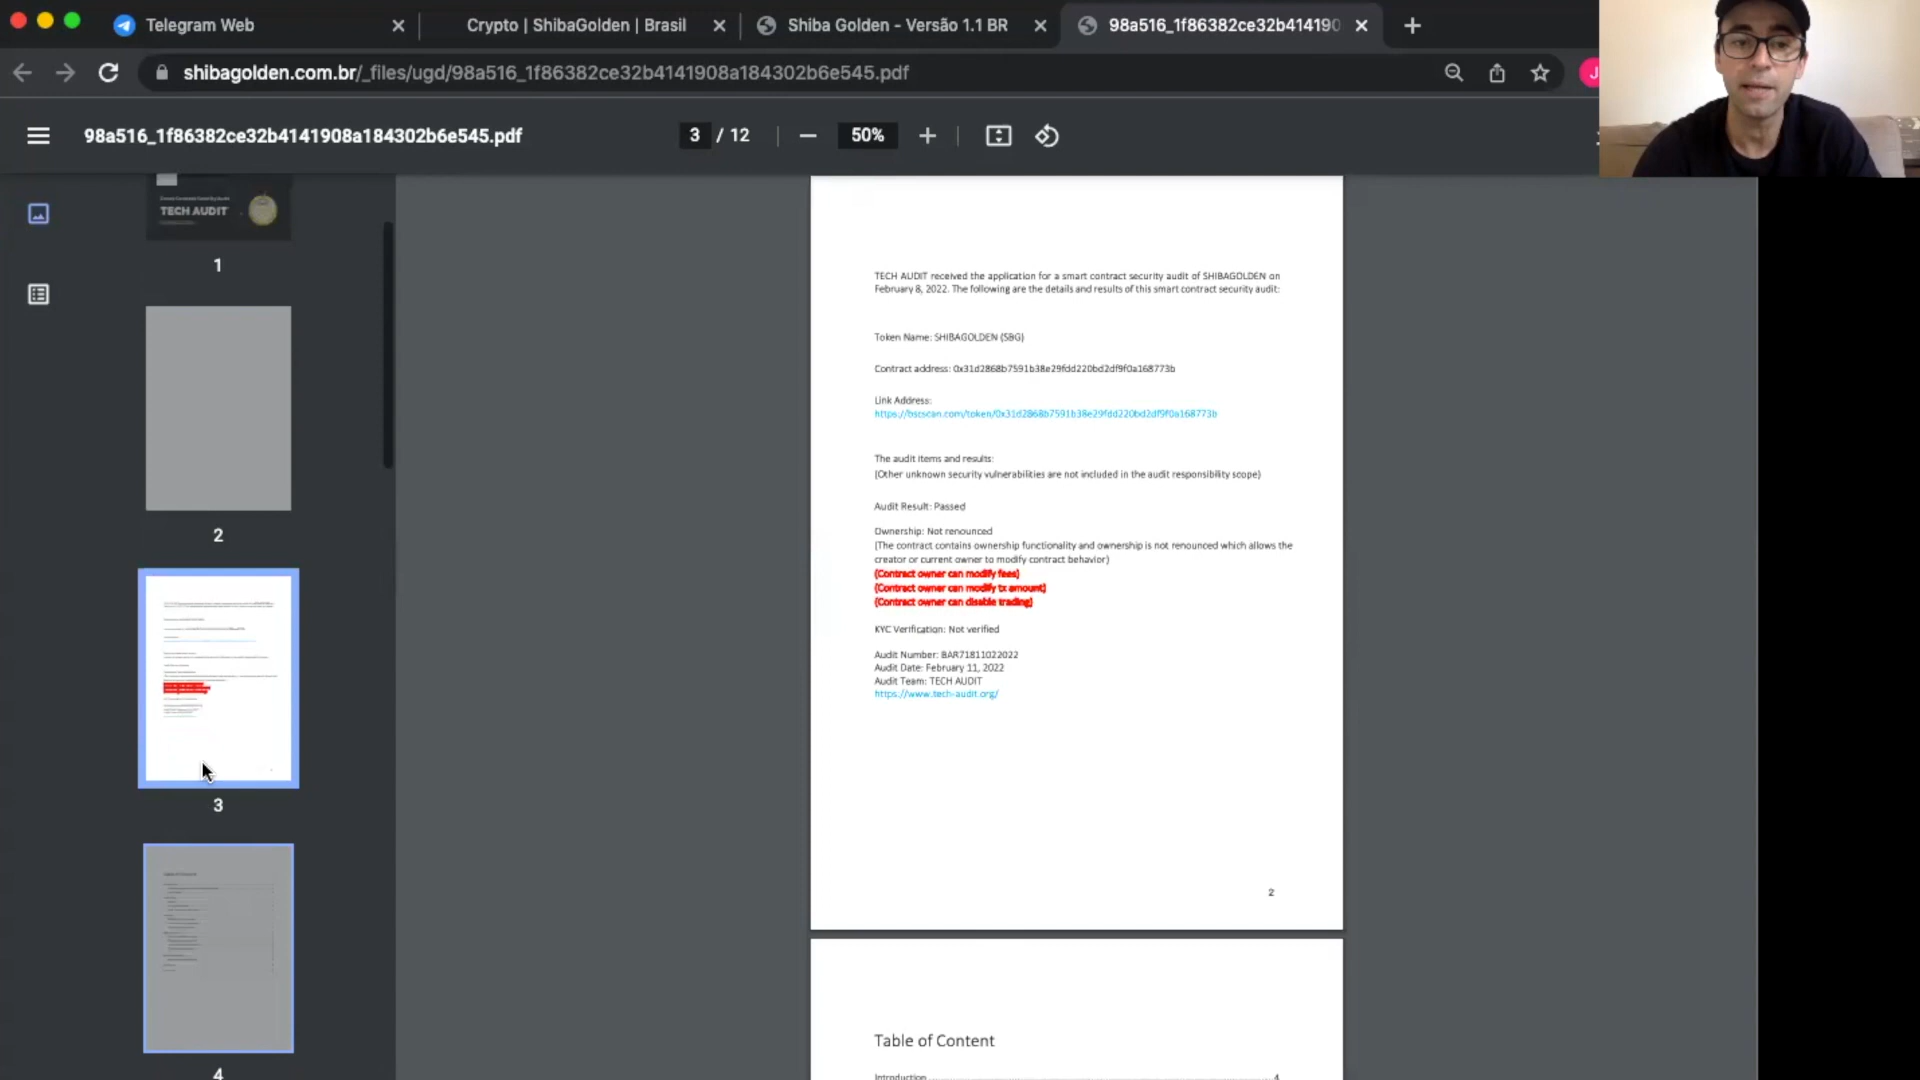 Telegram Web
Crypto | ShibaGolden | Brasil
Shiba Golden - Versão 1.1 BR
98a516_1f86382ce32b414190
shibagolden.com.br/_files/ugd/98a516_1f86382ce32b4141908a184302b6e545.pdf
J
98a516_1f86382ce32b4141908a184302b6e545.pdf
3 / 12
50%
TECH AUDIT
1
2
3
4
TECH AUDIT received the application for a smart contract security audit of SHIBAGOLDEN on
February 8, 2022. The following are the details and results of this smart contract security audit:
Token Name: SHIBAGOLDEN (SBG)
Contract address: 0x31d2868b7591b38e29fdd220bd2df9f0a168773b
Link Address:
https://bscscan.com/token/0x31d2868b7591b38e29fdd220bd2df9f0a168773b
The audit items and results:
(Other unknown security vulnerabilities are not included in the audit responsibility scope)
Audit Result: Passed
Ownership: Not renounced
(The contract contains ownership functionality and ownership is not renounced which allows the
creator or current owner to modify contract behavior)
(Contract owner can modify fees)
(Contract owner can modify tx amount)
(Contract owner can disable trading)
KYC Verification: Not verified
Audit Number: BAR71811022022
Audit Date: February 11, 2022
Audit Team: TECH AUDIT
https://www.tech-audit.org/
2
Table of Content
Introduction 4